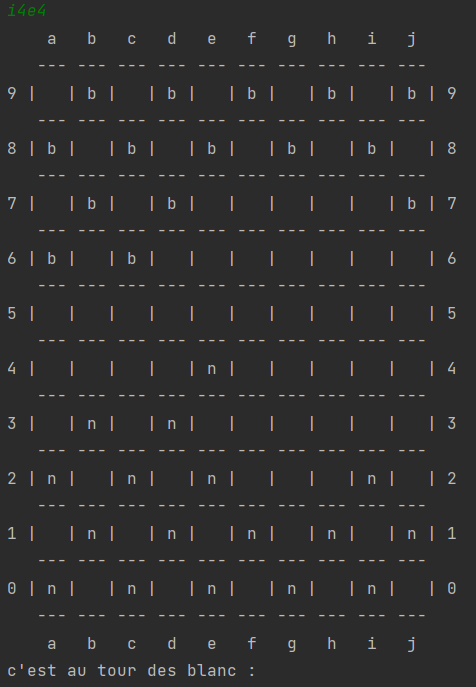 i4e4
    a   b   c   d   e   f   g   h   i   j
   --- --- --- --- --- --- --- --- --- ---
9 |   | b |   | d |   | b |   | b |   | b | 9
   --- --- --- --- --- --- --- --- --- ---
8 | b |   | b |   | b |   | b |   | b |   | 8
   --- --- --- --- --- --- --- --- --- ---
7 |   | b |   | b |   |   |   |   |   | b | 7
   --- --- --- --- --- --- --- --- --- ---
6 | b |   | b |   |   |   |   |   |   |   | 6
   --- --- --- --- --- --- --- --- --- ---
5 |   |   |   |   |   |   |   |   |   |   | 5
   --- --- --- --- --- --- --- --- --- ---
4 |   |   |   |   | n |   |   |   |   |   | 4
   --- --- --- --- --- --- --- --- --- ---
3 |   | n |   | n |   |   |   |   |   |   | 3
   --- --- --- --- --- --- --- --- --- ---
2 | n |   | n |   | n |   |   |   | n |   | 2
   --- --- --- --- --- --- --- --- --- ---
1 |   | n |   | n |   | n |   | n |   | n | 1
   --- --- --- --- --- --- --- --- --- ---
0 | n |   | n |   | n |   | n |   | n |   | 0
   --- --- --- --- --- --- --- --- --- ---
    a   b   c   d   e   f   g   h   i   j
c'est au tour des blanc :